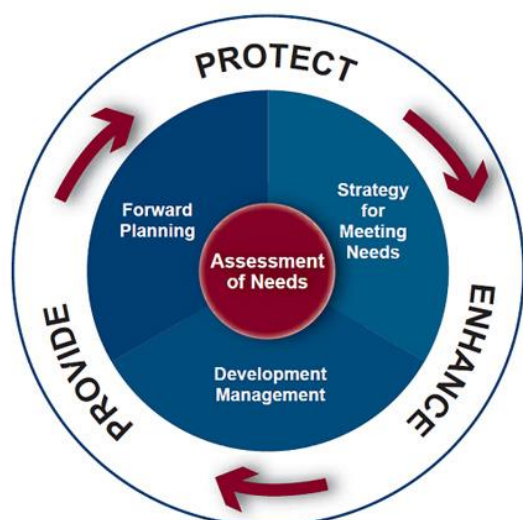 PROTECT
Forward
Planning
Strategy
for
Meeting
Needs
Assessment
of Needs
Development
Management
PROVIDE
ENHANCE